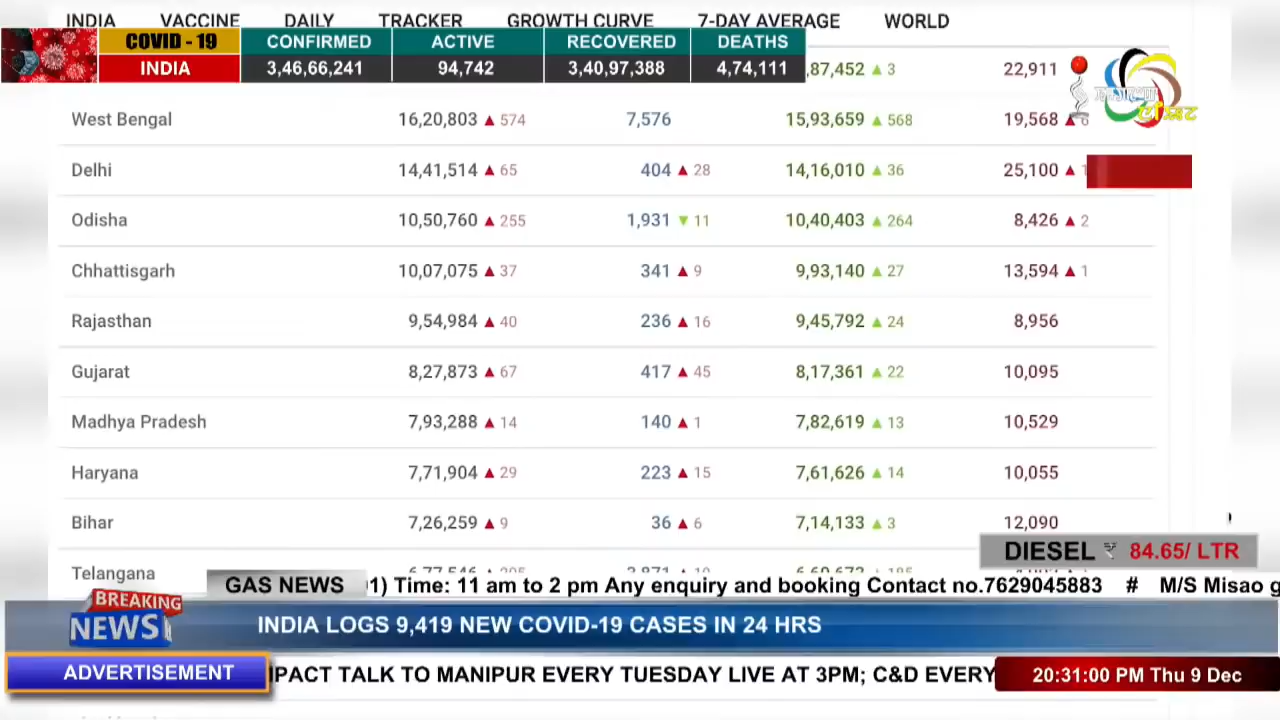 INDIA VACCINE DAILY TRACKER GROWTH CURVE 7-DAY AVERAGE WORLD
COVID - 19 CONFIRMED ACTIVE RECOVERED DEATHS
INDIA 3,46,66,241 94,742 3,40,97,388 4,74,111
,87,452 ▲ 3 22,911
West Bengal 16,20,803 ▲ 574 7,576 15,93,659 ▲ 568 19,568 ▲ 6
Delhi 14,41,514 ▲ 65 404 ▲ 28 14,16,010 ▲ 36 25,100 ▲
Odisha 10,50,760 ▲ 255 1,931 ▼ 11 10,40,403 ▲ 264 8,426 ▲ 2
Chhattisgarh 10,07,075 ▲ 37 341 ▲ 9 9,93,140 ▲ 27 13,594 ▲ 1
Rajasthan 9,54,984 ▲ 40 236 ▲ 16 9,45,792 ▲ 24 8,956
Gujarat 8,27,873 ▲ 67 417 ▲ 45 8,17,361 ▲ 22 10,095
Madhya Pradesh 7,93,288 ▲ 14 140 ▲ 1 7,82,619 ▲ 13 10,529
Haryana 7,71,904 ▲ 29 223 ▲ 15 7,61,626 ▲ 14 10,055
Bihar 7,26,259 ▲ 9 36 ▲ 6 7,14,133 ▲ 3 12,090
DIESEL ₹ 84.65/ LTR
Telangana
GAS NEWS 1) Time: 11 am to 2 pm Any enquiry and booking Contact no.7629045883 # M/S Misao g
BREAKING
NEWS
INDIA LOGS 9,419 NEW COVID-19 CASES IN 24 HRS
ADVERTISEMENT PACT TALK TO MANIPUR EVERY TUESDAY LIVE AT 3PM; C&D EVERY 20:31:00 PM Thu 9 Dec